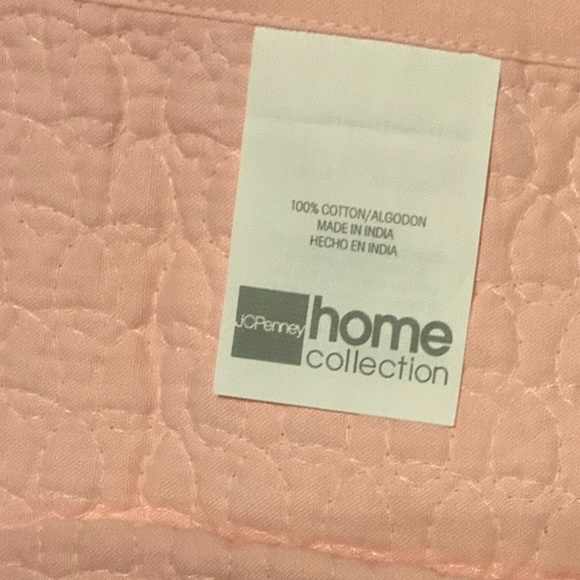 100% COTTON/ALGODON
MADE IN INDIA
HECHO EN INDIA
JCPenney home
collection